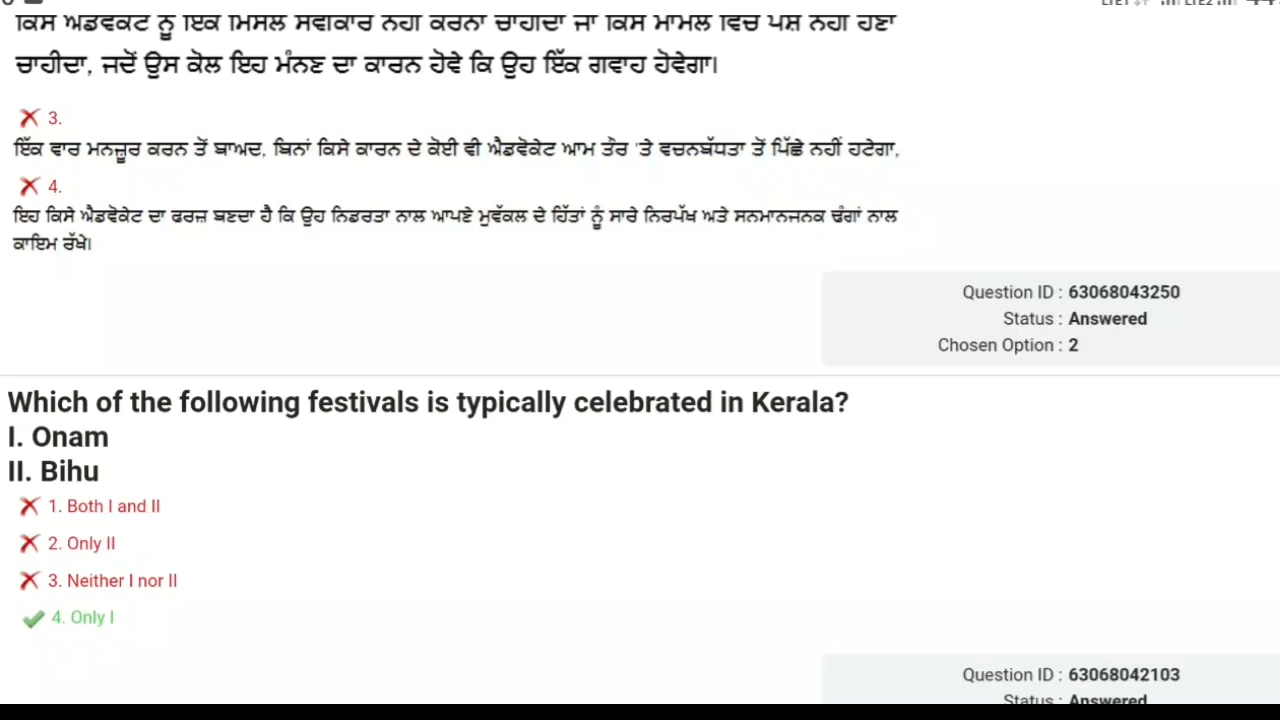 ਕਿਸੇ ਐਡਵੋਕੇਟ ਨੂੰ ਇੱਕ ਮਿਸਲ ਸਵੀਕਾਰ ਨਹੀਂ ਕਰਨਾ ਚਾਹੀਦਾ ਜਾਂ ਕਿਸੇ ਮਾਮਲੇ ਵਿੱਚ ਪੇਸ਼ ਨਹੀਂ ਹੋਣਾ
ਚਾਹੀਦਾ, ਜਦੋਂ ਉਸ ਕੋਲ ਇਹ ਮੰਨਣ ਦਾ ਕਾਰਨ ਹੋਵੇ ਕਿ ਉਹ ਇੱਕ ਗਵਾਹ ਹੋਵੇਗਾ।
3.
ਇੱਕ ਵਾਰ ਮਨਜ਼ੂਰ ਕਰਨ ਤੋਂ ਬਾਅਦ, ਬਿਨਾਂ ਕਿਸੇ ਕਾਰਨ ਦੇ ਕੋਈ ਵੀ ਐਡਵੋਕੇਟ ਆਮ ਤੌਰ 'ਤੇ ਵਚਨਬੱਧਤਾ ਤੋਂ ਪਿੱਛੇ ਨਹੀਂ ਹਟੇਗਾ,
4.
ਇਹ ਕਿਸੇ ਐਡਵੋਕੇਟ ਦਾ ਫਰਜ਼ ਬਣਦਾ ਹੈ ਕਿ ਉਹ ਨਿਡਰਤਾ ਨਾਲ ਆਪਣੇ ਮੁਵੱਕਲ ਦੇ ਹਿੱਤਾਂ ਨੂੰ ਸਾਰੇ ਨਿਰਪੱਖ ਅਤੇ ਸਨਮਾਨਜਨਕ ਢੰਗਾਂ ਨਾਲ
ਕਾਇਮ ਰੱਖੇ।
Question ID : 63068043250
Status : Answered
Chosen Option : 2
Which of the following festivals is typically celebrated in Kerala?
I. Onam
II. Bihu
1. Both I and II
2. Only II
3. Neither I nor II
4. Only I
Question ID : 63068042103
Status : Answered